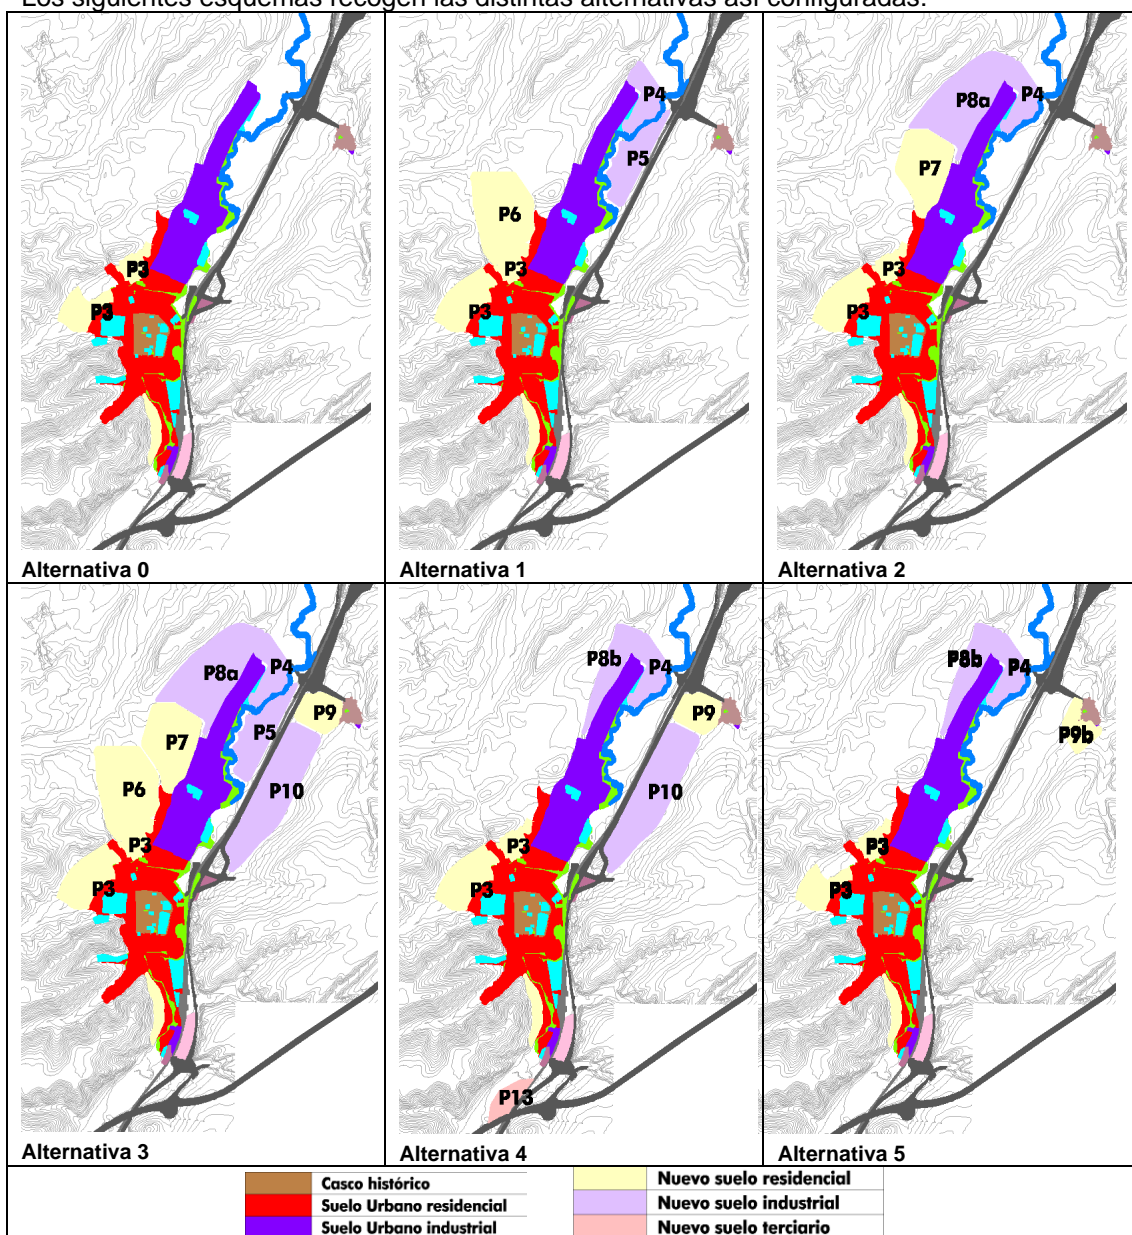 Los siguientes esquemas recogen las distintas alternativas así configuradas:
P3
P3
Alternativa 0
P4
P5
P6
P3
P3
Alternativa 1
P4
P8a
P7
P3
P3
Alternativa 2
P8a
P4
P9
P7
P5
P6
P10
P3
P3
Alternativa 3
P8b
P4
P9
P10
P3
P3
P13
Alternativa 4
P8b
P4
P9b
P3
P3
Alternativa 5
Casco histórico
Suelo Urbano residencial
Suelo Urbano industrial
Nuevo suelo residencial
Nuevo suelo industrial
Nuevo suelo terciario